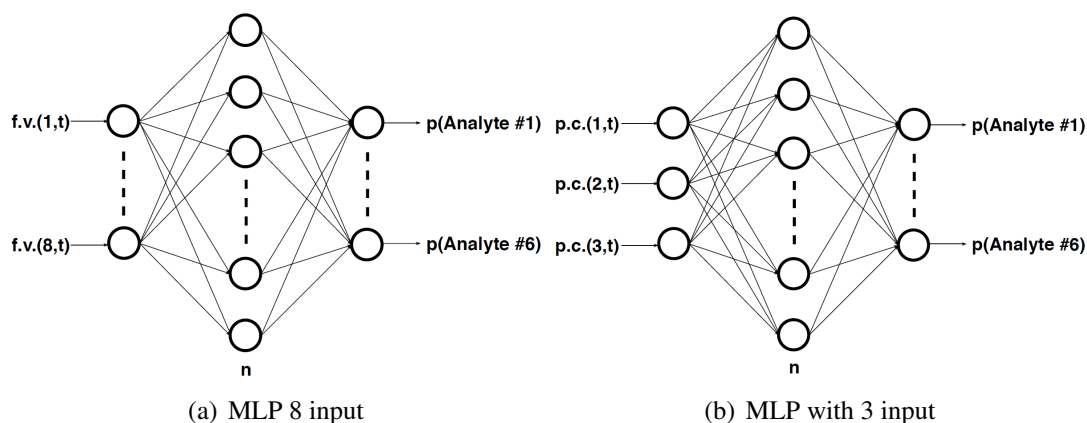 f.v.(1,t)
p(Analyte #1)
f.v.(8,t)
p(Analyte #6)
n
(a) MLP 8 input
p.c.(1,t)
p(Analyte #1)
p.c.(2,t)
p.c.(3,t)
p(Analyte #6)
n
(b) MLP with 3 input